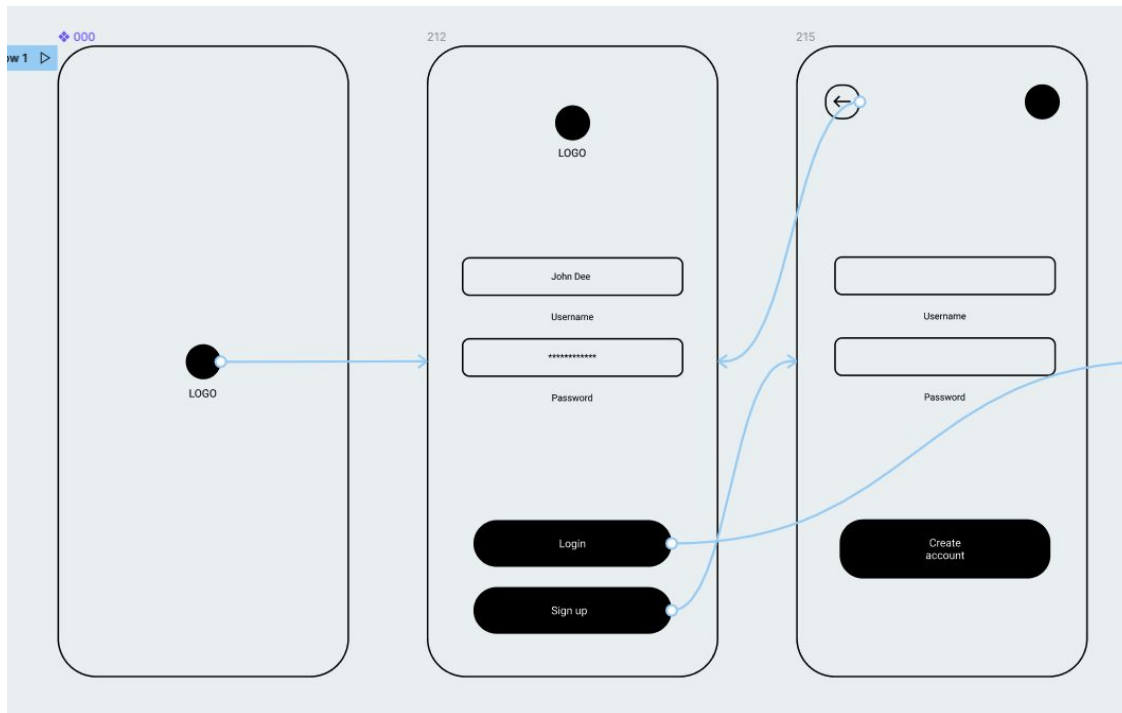 000
212
215
ow 1
LOGO
LOGO
John Dee
Username
************
Password
Login
Sign up
Username
Password
Create
account